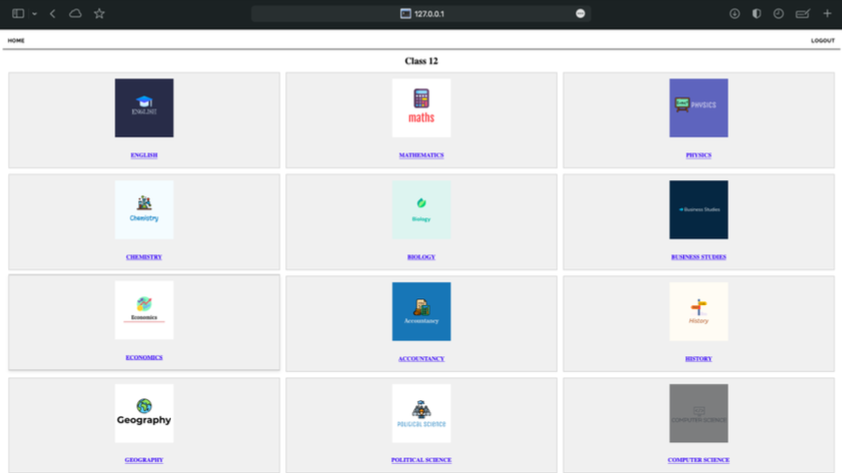 127.0.0.1
HOME
LOGOUT
Class 12
ENGLISH
maths
PHYSICS
ENGLISH
MATHEMATICS
PHYSICS
Chemistry
Biology
Business Studies
CHEMISTRY
BIOLOGY
BUSINESS STUDIES
Economics
Accountancy
History
ECONOMICS
ACCOUNTANCY
HISTORY
Geography
POLITICAL SCIENCE
COMPUTER SCIENCE
GEOGRAPHY
POLITICAL SCIENCE
COMPUTER SCIENCE